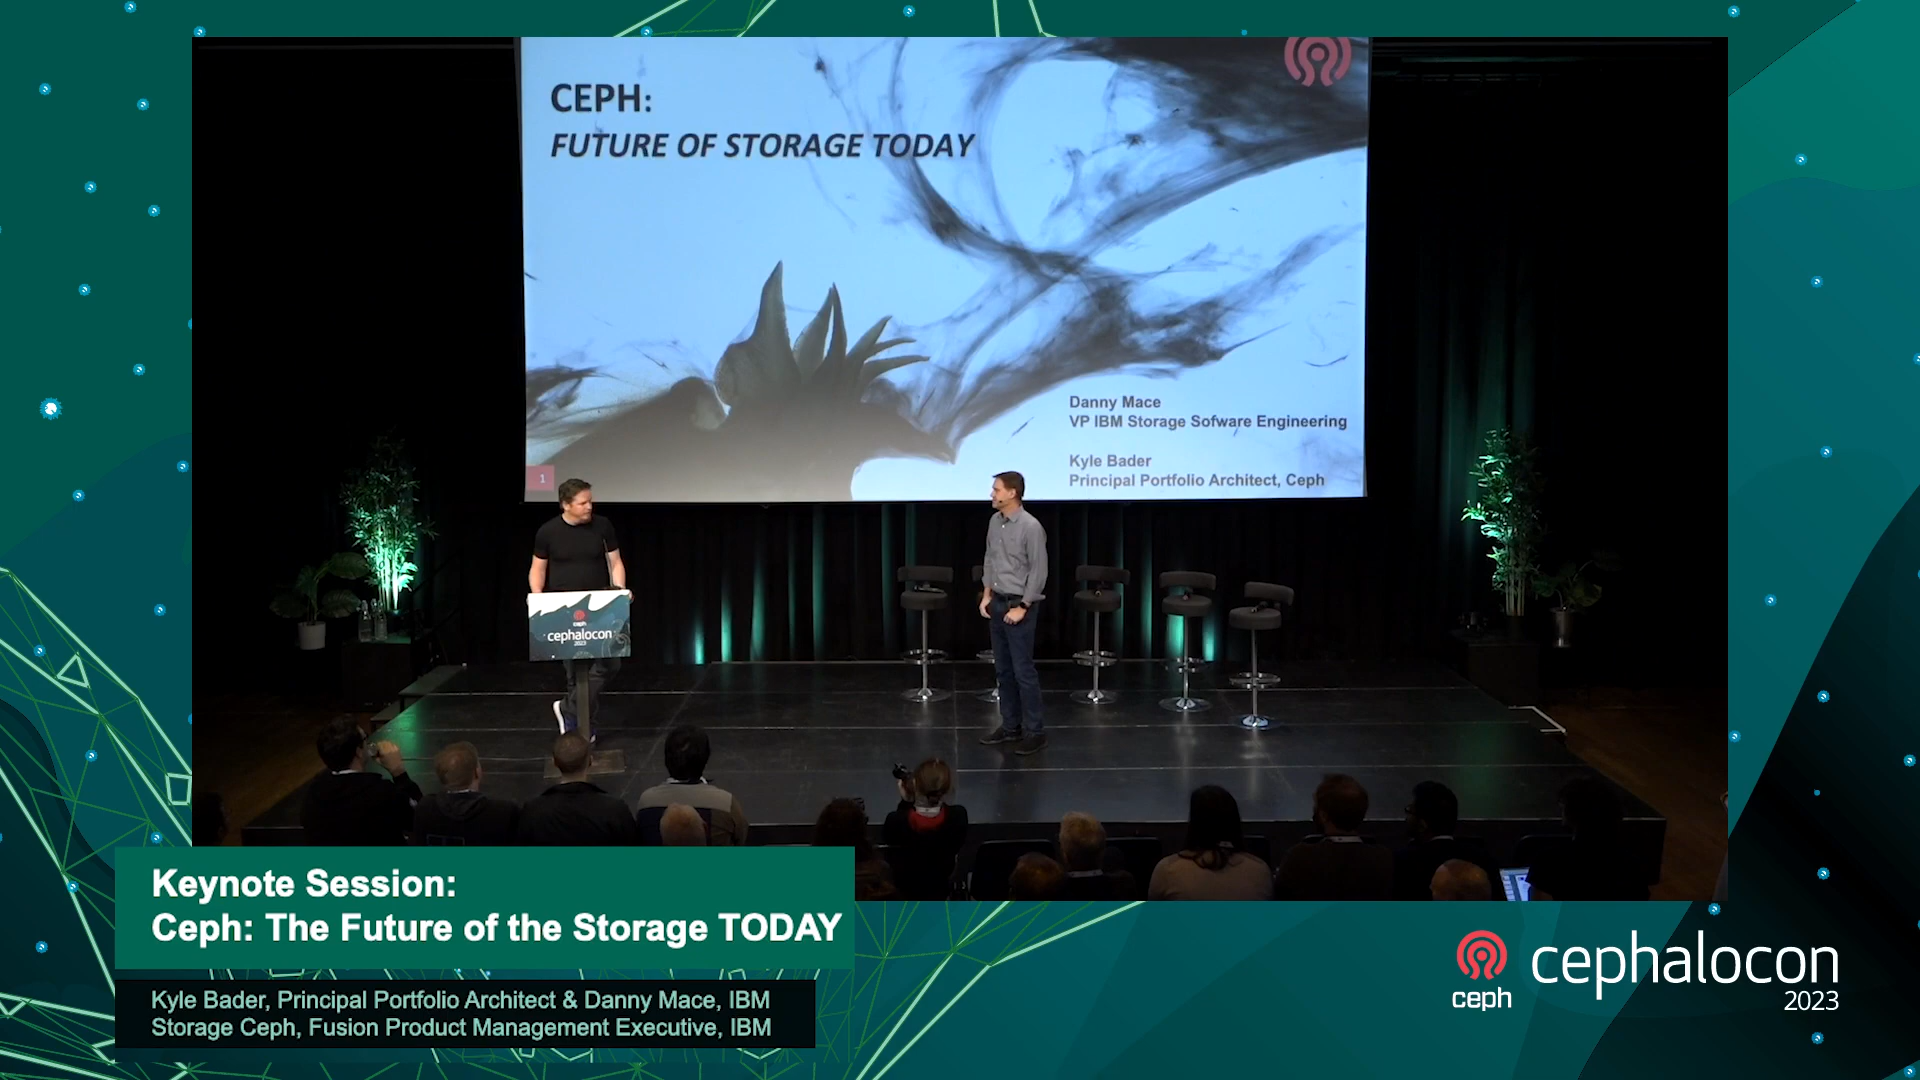 CEPH:
FUTURE OF STORAGE TODAY
Danny Mace
VP IBM Storage Sofware Engineering
Kyle Bader
Principal Portfolio Architect, Ceph
1
ceph
cephalocon
2023
Keynote Session:
Ceph: The Future of the Storage TODAY
Kyle Bader, Principal Portfolio Architect & Danny Mace, IBM
Storage Ceph, Fusion Product Management Executive, IBM
ceph
cephalocon
2023